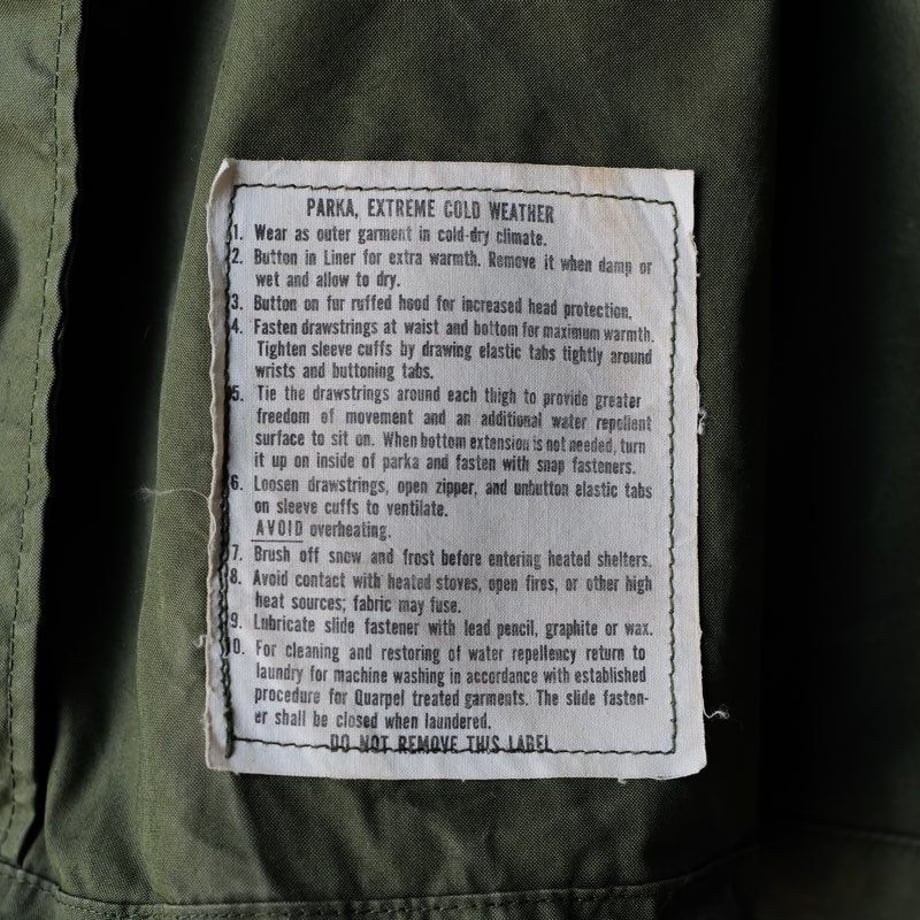 PARKA, EXTREME COLD WEATHER
1. Wear as outer garment in cold-dry climate.
2. Button in Liner for extra warmth. Remove it when damp or
wet and allow to dry.
3. Button on fur ruffed hood for increased head protection.
4. Fasten drawstrings at waist and bottom for maximum warmth.
Tighten sleeve cuffs by drawing elastic tabs tightly around
wrists and buttoning tabs.
5. Tie the drawstrings around each thigh to provide greater
freedom of movement and an additional water repellent
surface to sit on. When bottom extension is not needed, turn
it up on inside of parka and fasten with snap fasteners.
6. Loosen drawstrings, open zipper, and unbutton elastic tabs
on sleeve cuffs to ventilate.
AVOID overheating.
7. Brush off snow and frost before entering heated shelters.
8. Avoid contact with heated stoves, open fires, or other high
heat sources; fabric may fuse.
9. Lubricate slide fastener with lead pencil, graphite or wax.
0. For cleaning and restoring of water repellency return to
laundry for machine washing in accordance with established
procedure for Quarpel treated garments. The slide fasten-
er shall be closed when laundered.
DO NOT REMOVE THIS LABEL